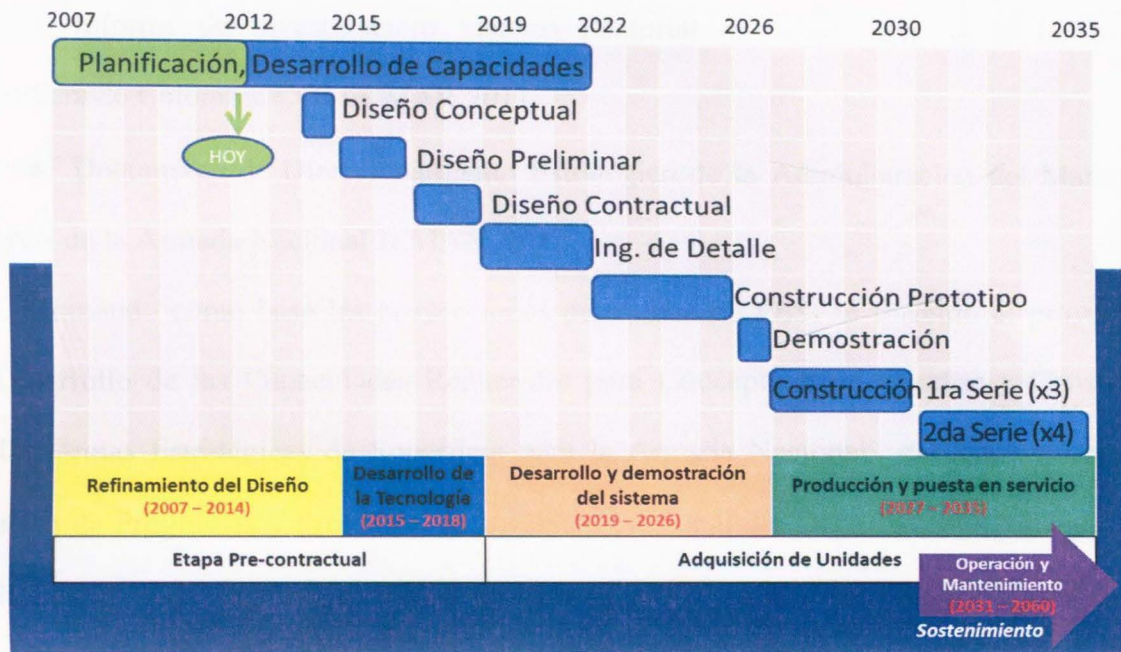 2007 2012 2015 2019 2022 2026 2030 2035
Planificación, Desarrollo de Capacidades
Diseño Conceptual
HOY
Diseño Preliminar
Diseño Contractual
Ing. de Detalle
Construcción Prototipo
Demostración
Construcción 1ra Serie (x3)
2da Serie (x4)
Refinamiento del Diseño
(2007 – 2014)
Desarrollo de
la Tecnología
(2015 – 2018)
Desarrollo y demostración
del sistema
(2019 – 2026)
Producción y puesta en servicio
(2027 – 2035)
Etapa Pre-contractual
Adquisición de Unidades
Operación y
Mantenimiento
(2031 – 2060)
Sostenimiento